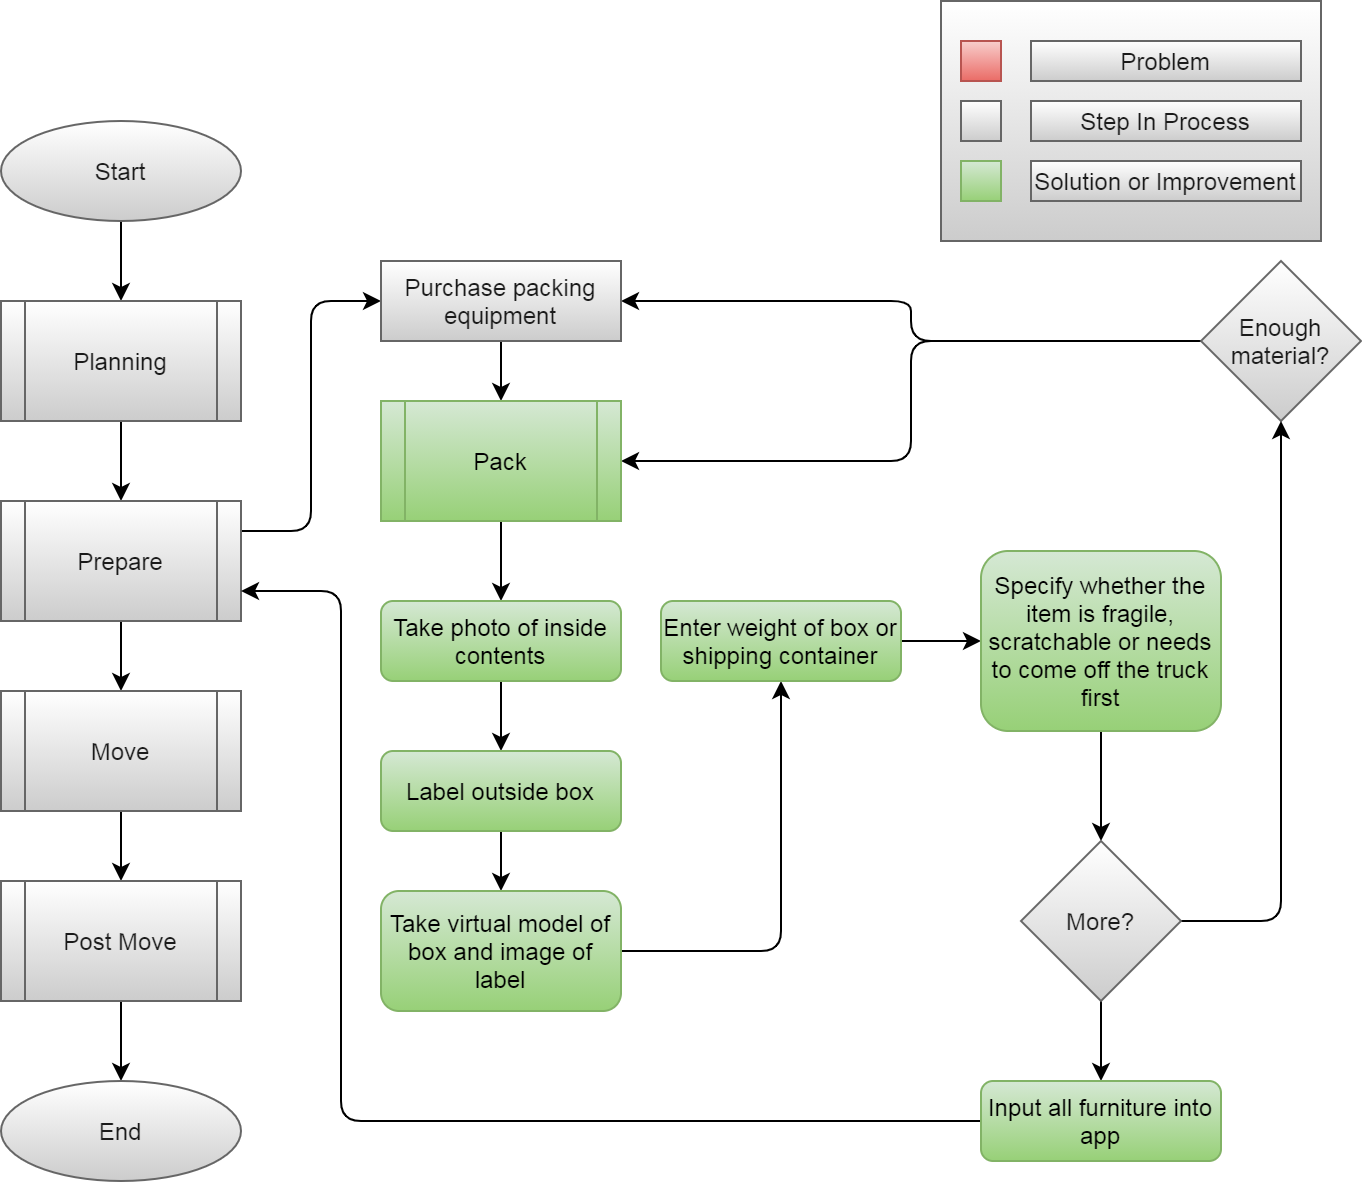 Problem
Step In Process
Solution or Improvement
Start
Planning
Prepare
Move
Post Move
End
Purchase packing
equipment
Pack
Take photo of inside
contents
Label outside box
Take virtual model of
box and image of
label
Enter weight of box or
shipping container
Specify whether the
item is fragile,
scratchable or needs
to come off the truck
first
More?
Enough
material?
Input all furniture into
app